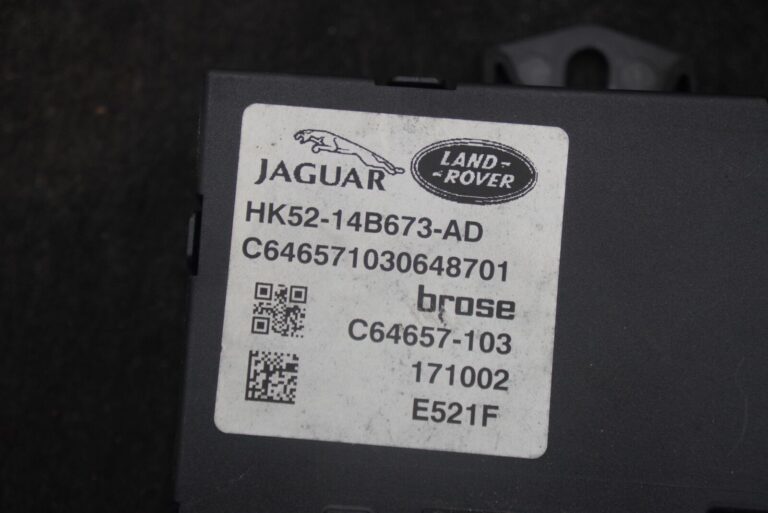 JAGUAR
LAND-
-ROVER
HK52-14B673-AD
C646571030648701
brose
C64657-103
171002
E521F